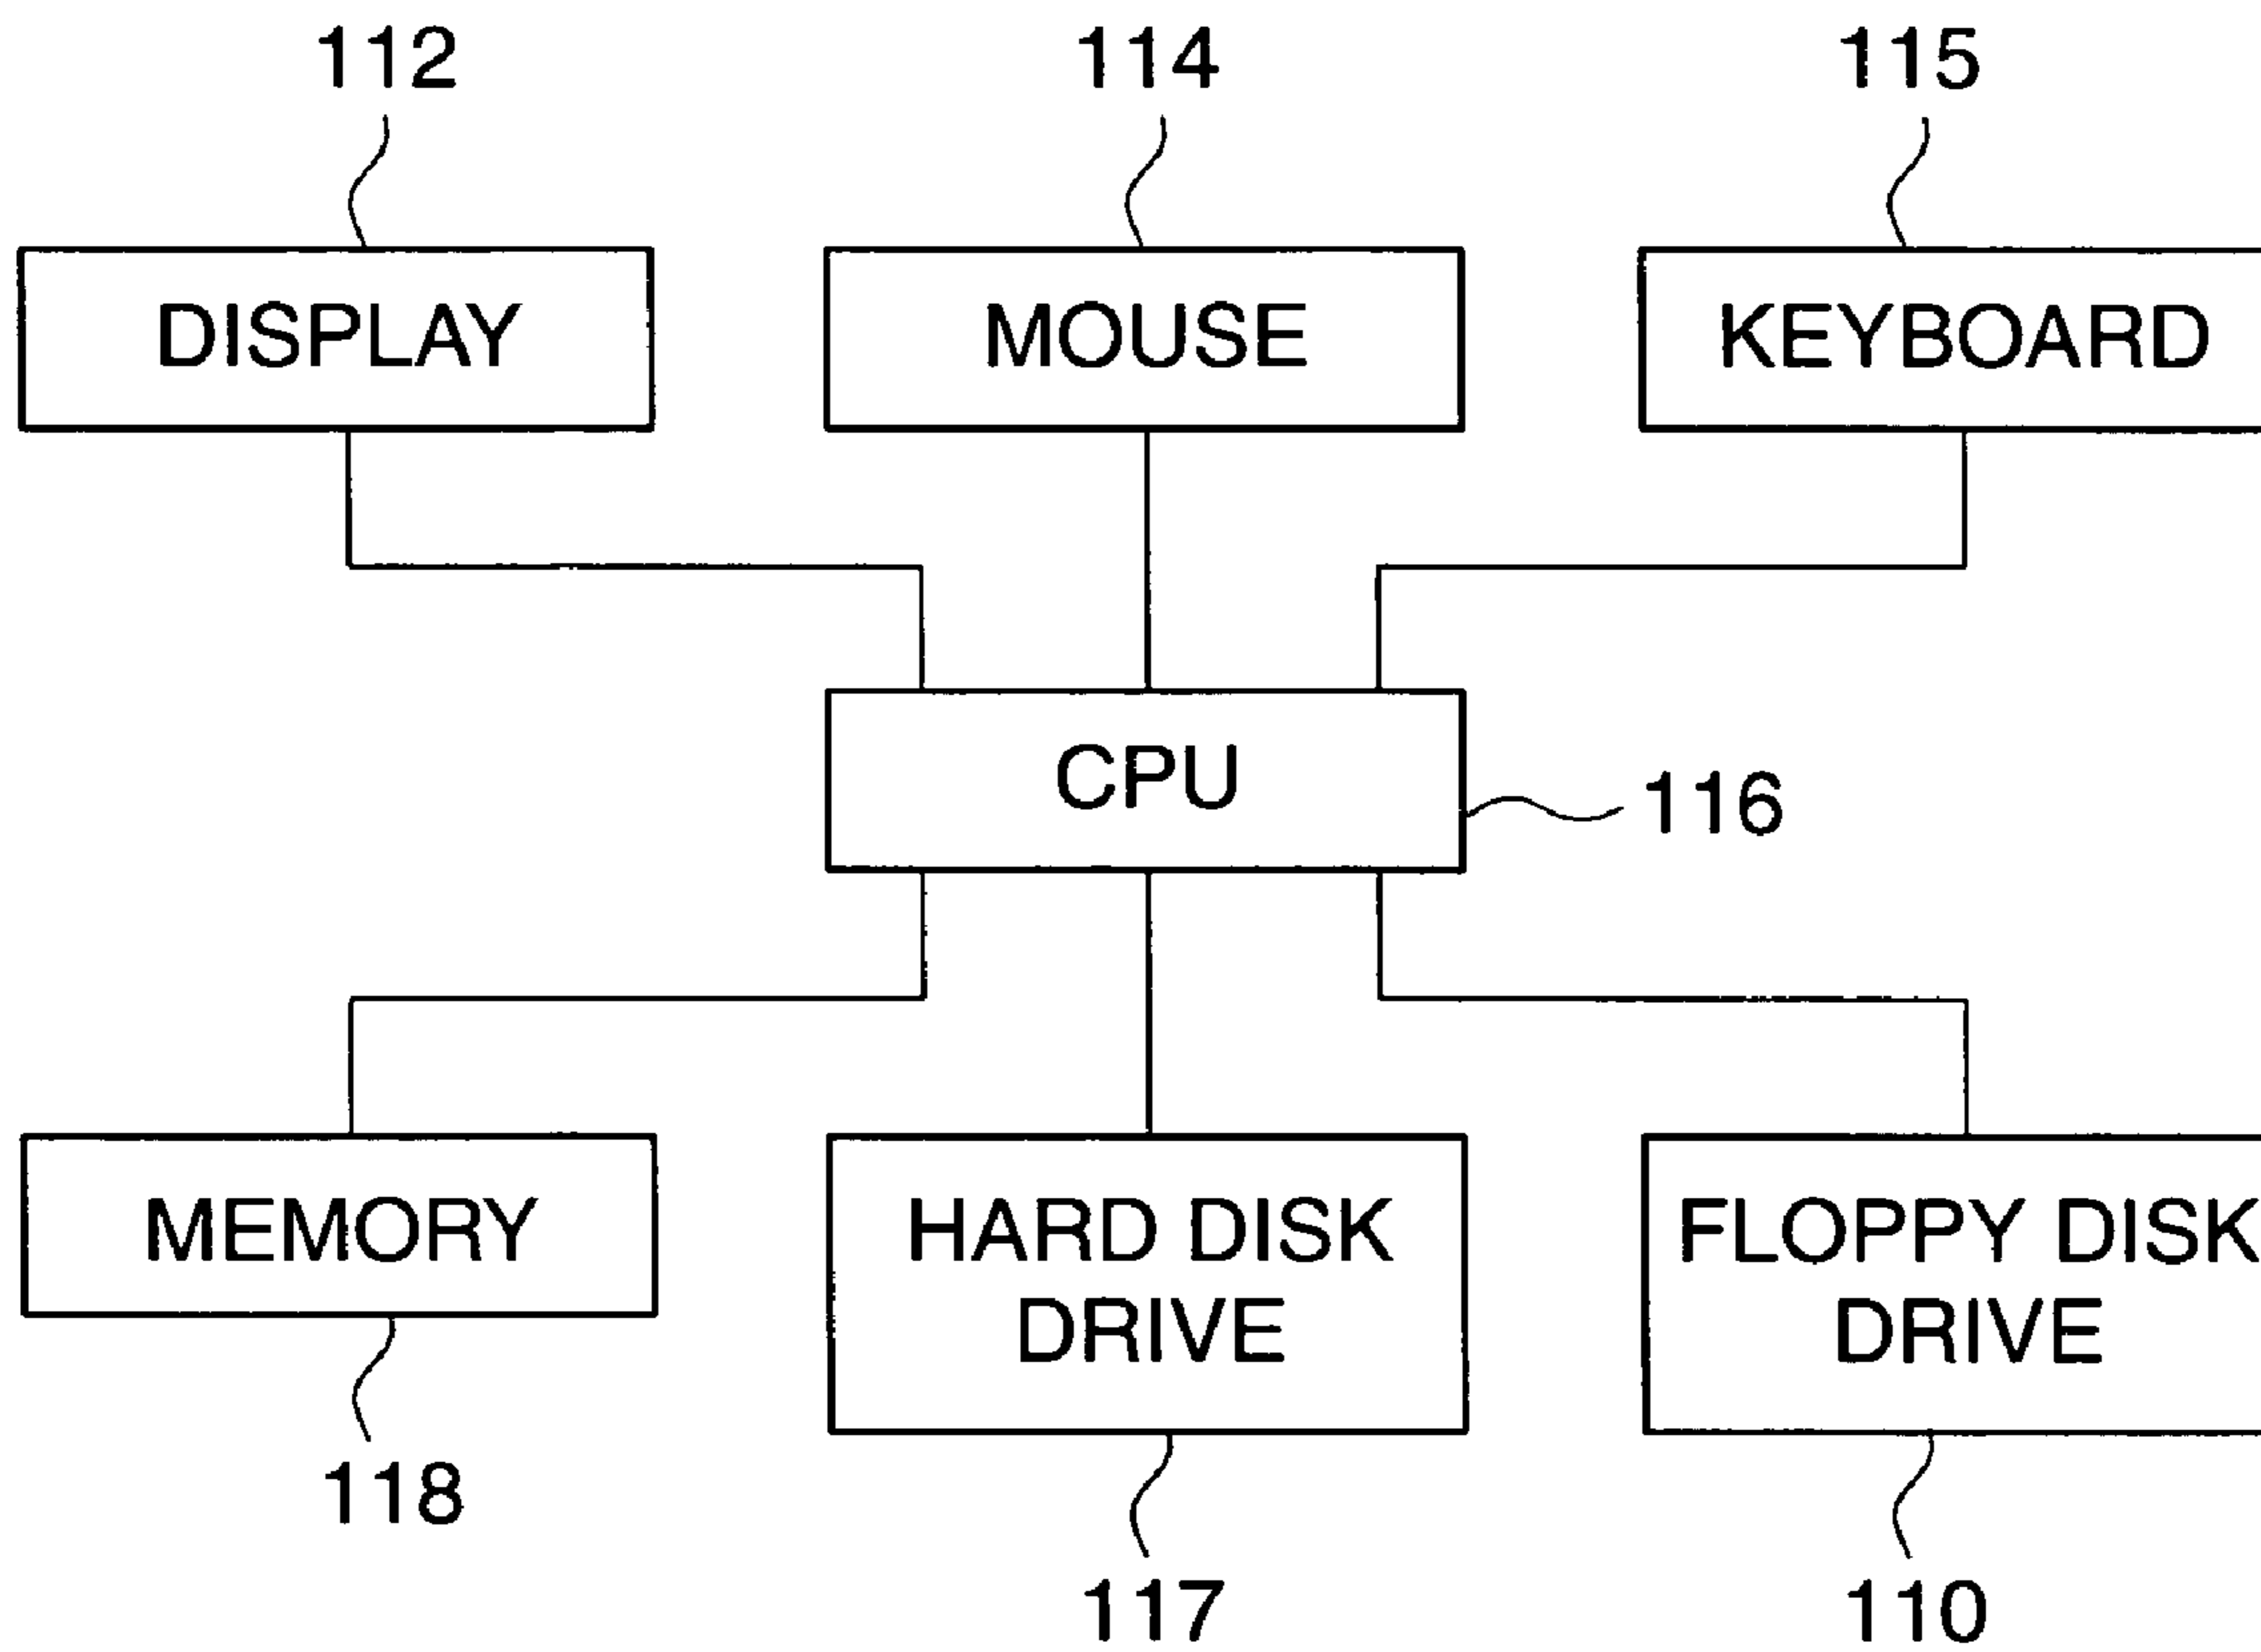 112
114
115
DISPLAY
MOUSE
KEYBOARD
CPU
116
MEMORY
HARD DISK
DRIVE
FLOPPY DISK
DRIVE
118
117
110